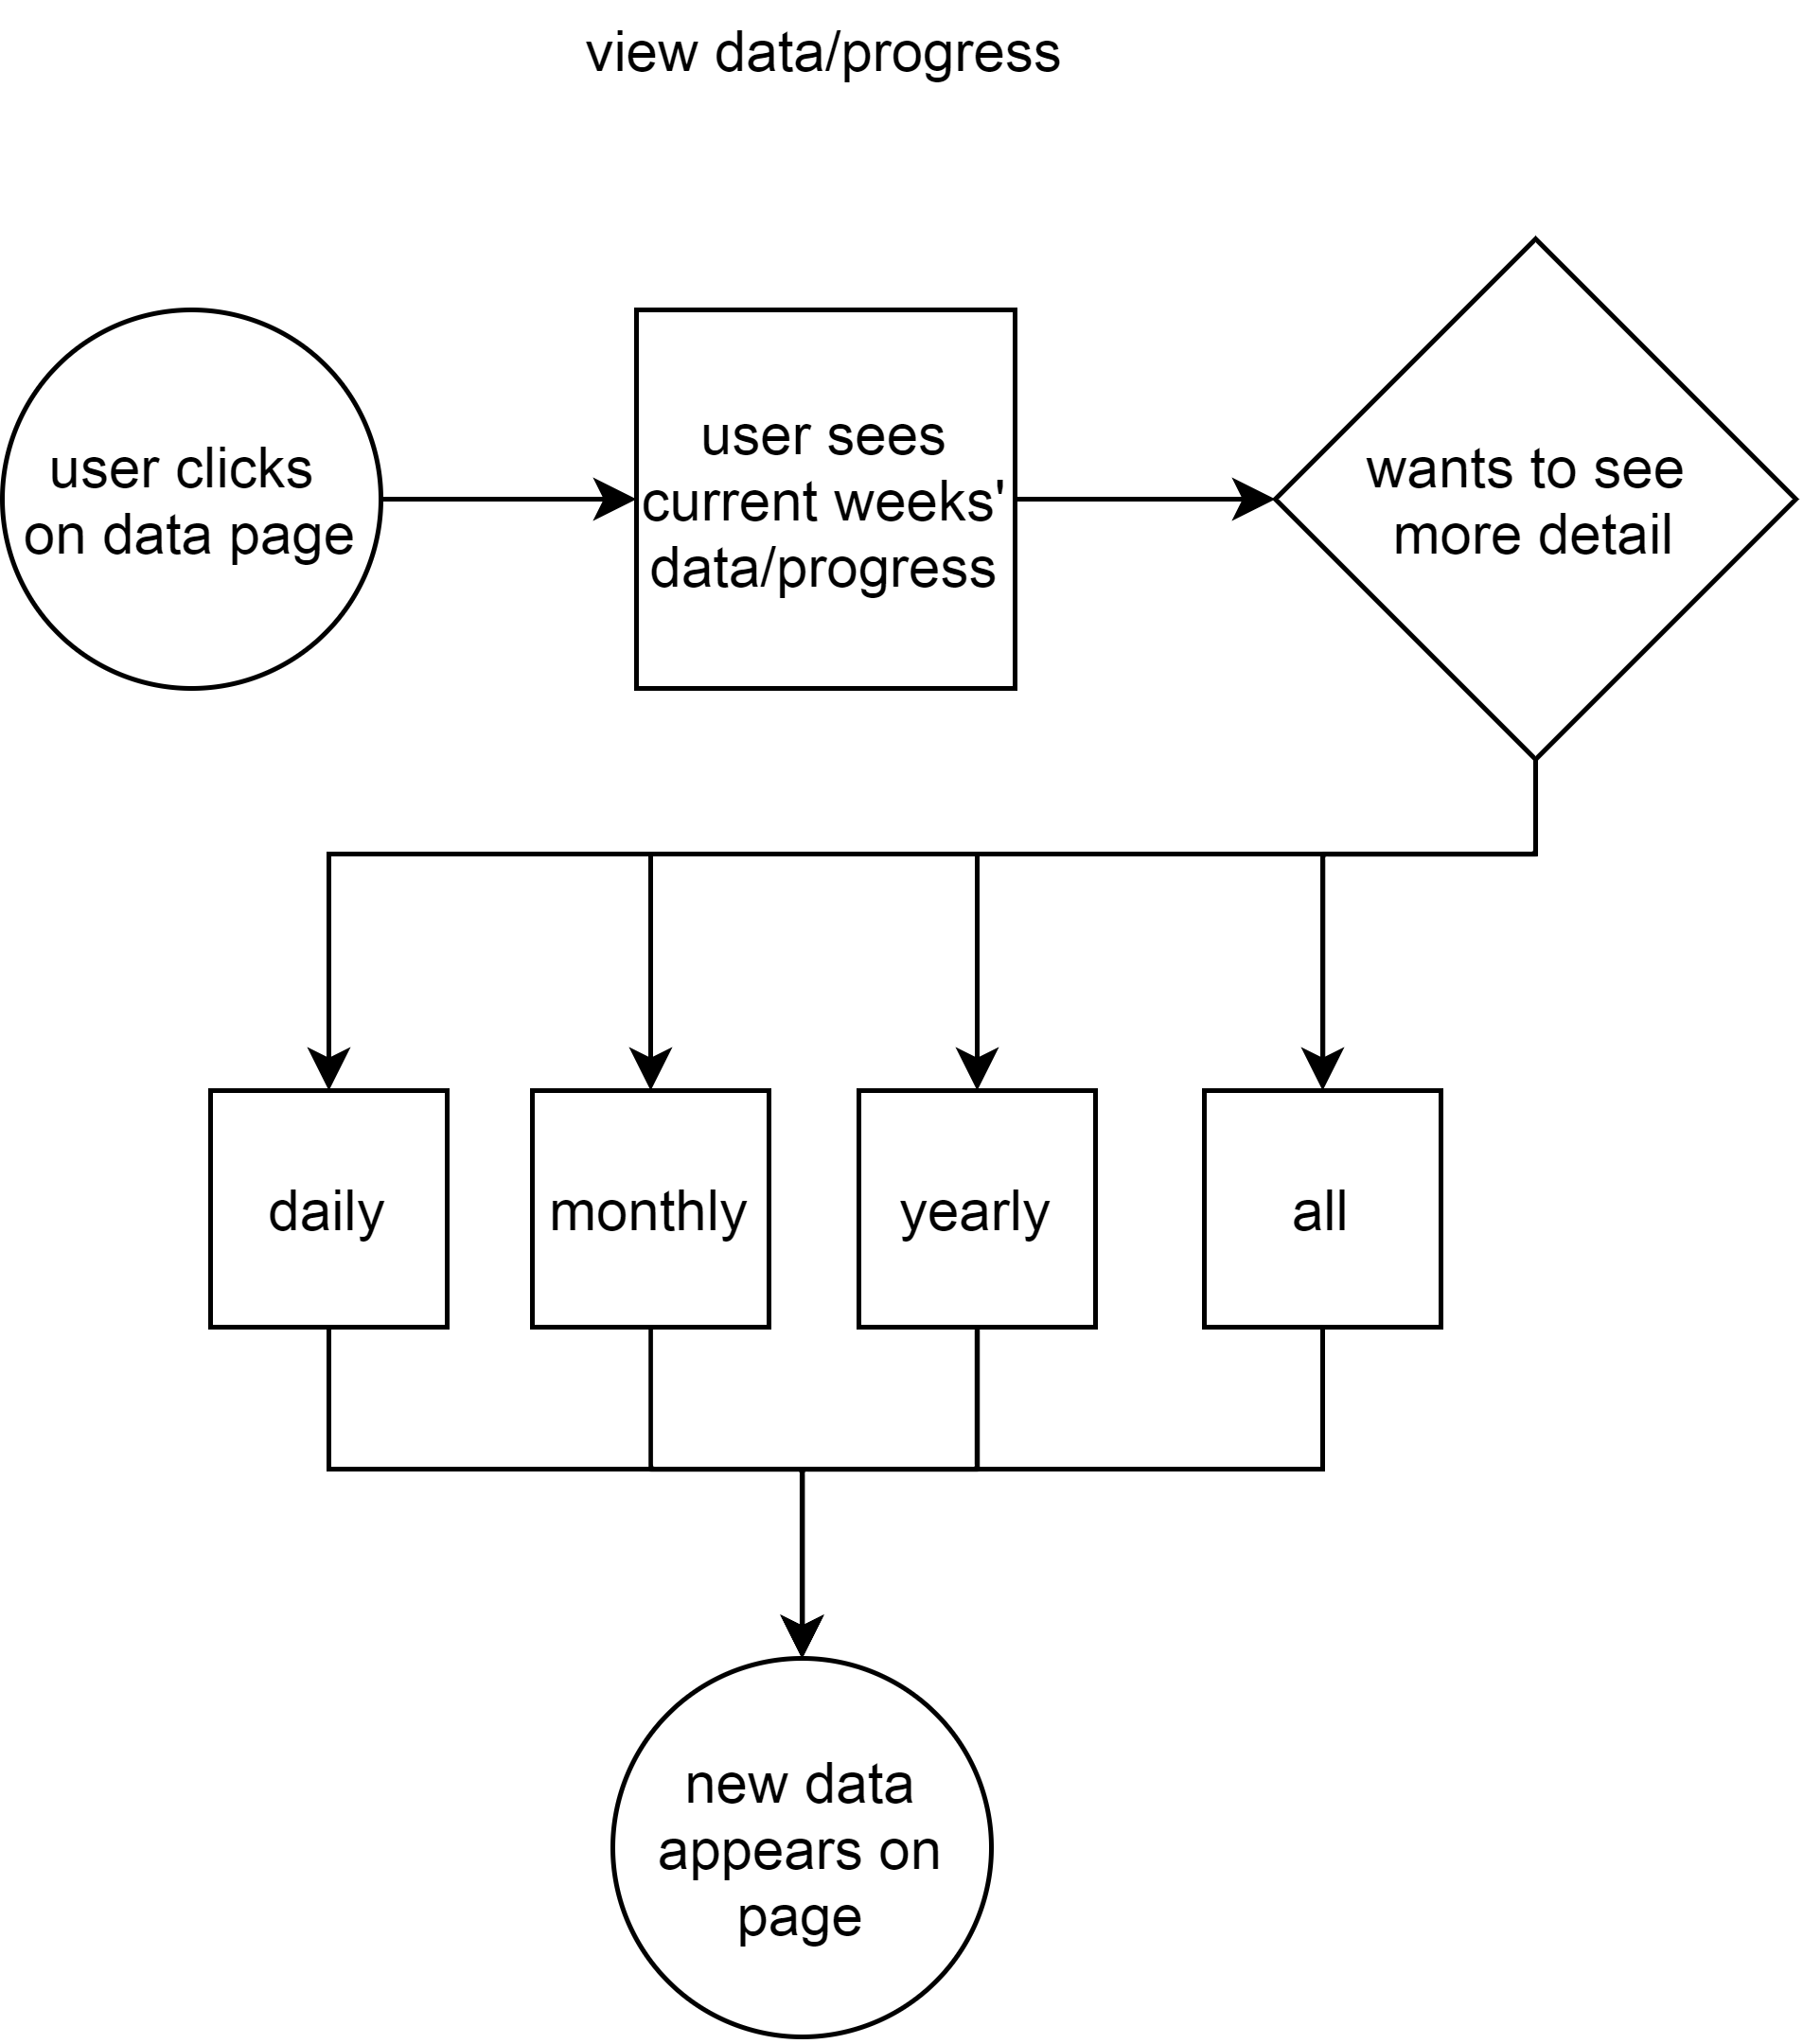 view data/progress
user clicks
on data page
user sees
current weeks'
data/progress
wants to see
more detail
daily
monthly
yearly
all
new data
appears on
page